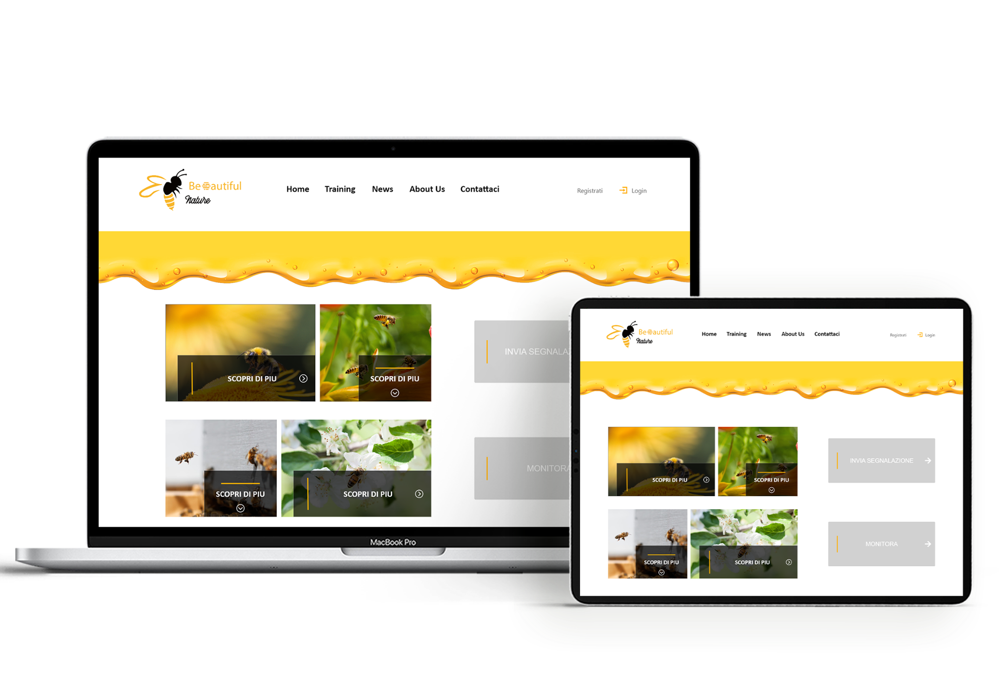 Be autiful
Nature
Home Training News About Us Contattaci
Registrati Login
SCOPRI DI PIU
SCOPRI DI PIU
INVIA SEGNALAZ
SCOPRI DI PIU
SCOPRI DI PIU
MONITORA
MacBook Pro
Be autiful
Nature
Home Training News About Us Contattaci
Registrati Login
SCOPRI DI PIU
SCOPRI DI PIU
INVIA SEGNALAZIONE
SCOPRI DI PIU
SCOPRI DI PIU
MONITORA